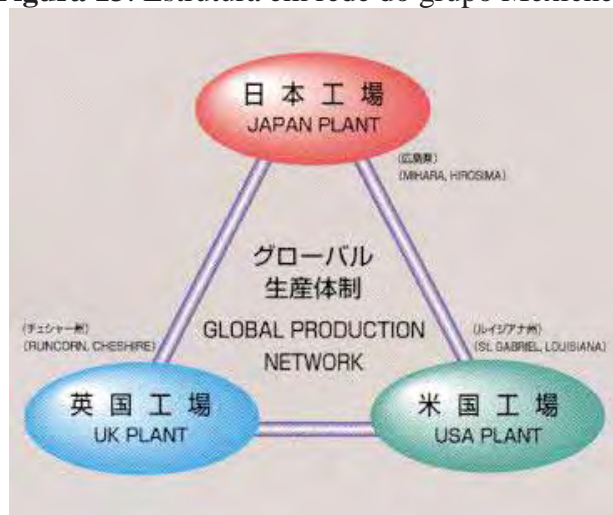 Figura 13. Estrutura em rede do grupo Mexichem
日本工場
JAPAN PLANT
(広島県)
(MIHARA, HIROSIMA)
グローバル
生産体制
GLOBAL PRODUCTION
NETWORK
(チェシャー州)
(RUNCORN, CHESHIRE)
(ルイジアナ州)
(ST. GABRIEL, LOUISIANA)
英国工場
UK PLANT
米国工場
USA PLANT